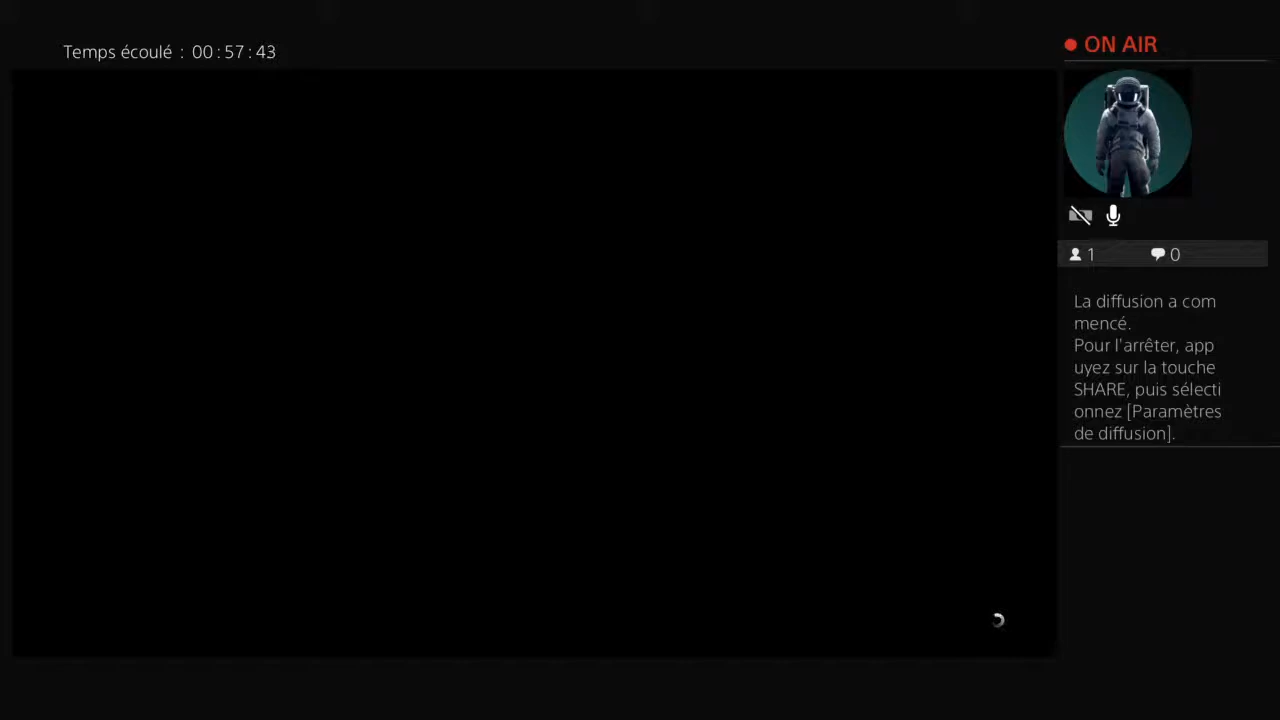 Temps écoulé : 00:57:43
ON AIR
1 0
La diffusion a com
mencé.
Pour l'arrêter, app
uyez sur la touche
SHARE, puis sélecti
onnez [Paramètres
de diffusion].